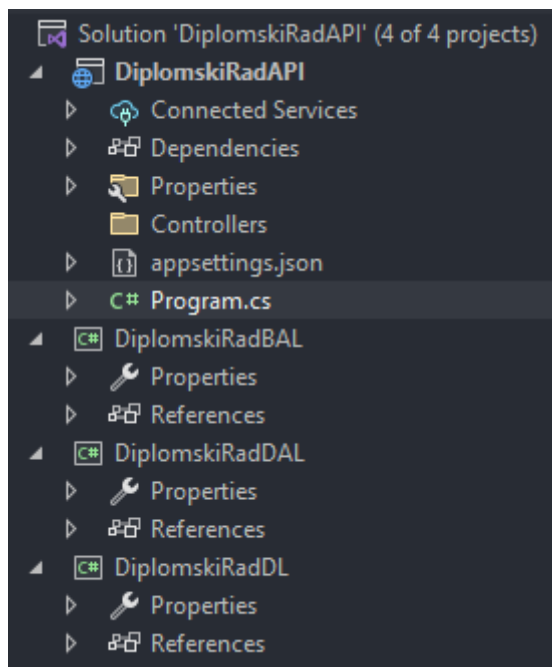 Solution 'DiplomskiRadAPI' (4 of 4 projects)
DiplomskiRadAPI
Connected Services
Dependencies
Properties
Controllers
appsettings.json
C# Program.cs
C# DiplomskiRadBAL
Properties
References
C# DiplomskiRadDAL
Properties
References
C# DiplomskiRadDL
Properties
References